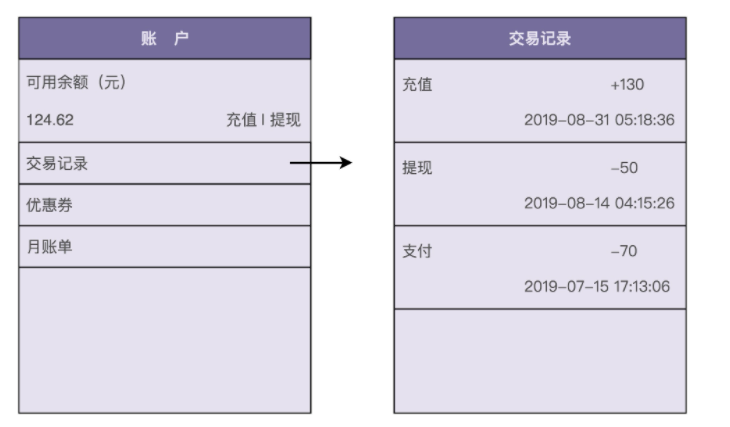 账 户
可用余额（元）
124.62 充值 | 提现
交易记录
优惠券
月账单
交易记录
充值 +130
2019-08-31 05:18:36
提现 -50
2019-08-14 04:15:26
支付 -70
2019-07-15 17:13:06